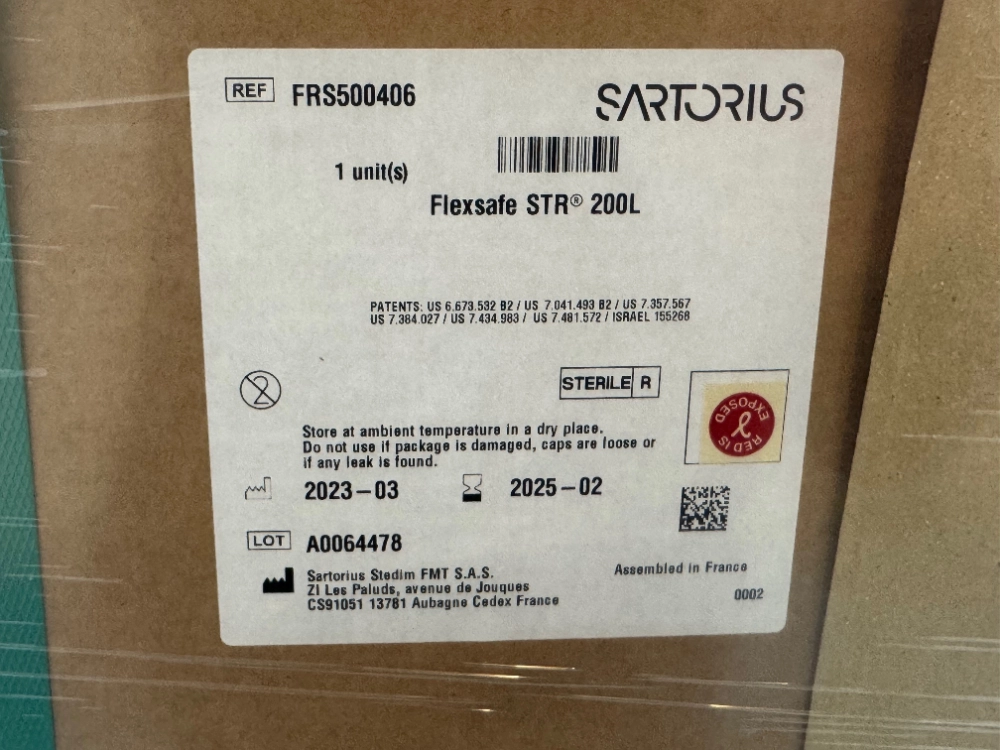 REF FRS500406
SARTORIUS
1 unit(s)
Flexsafe STR® 200L
PATENTS: US 6.673.532 B2 / US 7.041.493 B2 / US 7.357.567
US 7.384.027 / US 7.434.983 / US 7.481.572 / ISRAEL 155268
2
STERILE R
RED IS EXPOSED
Store at ambient temperature in a dry place.
Do not use if package is damaged, caps are loose or
if any leak is found.
2023-03
2025-02
LOT A0064478
Sartorius Stedim FMT S.A.S.
ZI Les Paluds, avenue de Jouques
CS91051 13781 Aubagne Cedex France
Assembled in France
0002